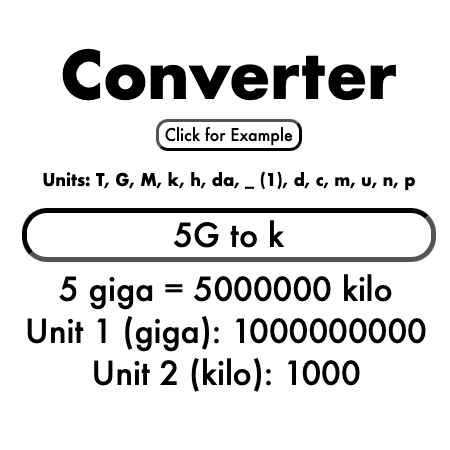 Converter
Click for Example
Units: T, G, M, k, h, da, _ (1), d, c, m, u, n, p
5G to k
5 giga = 5000000 kilo
Unit 1 (giga): 1000000000
Unit 2 (kilo): 1000